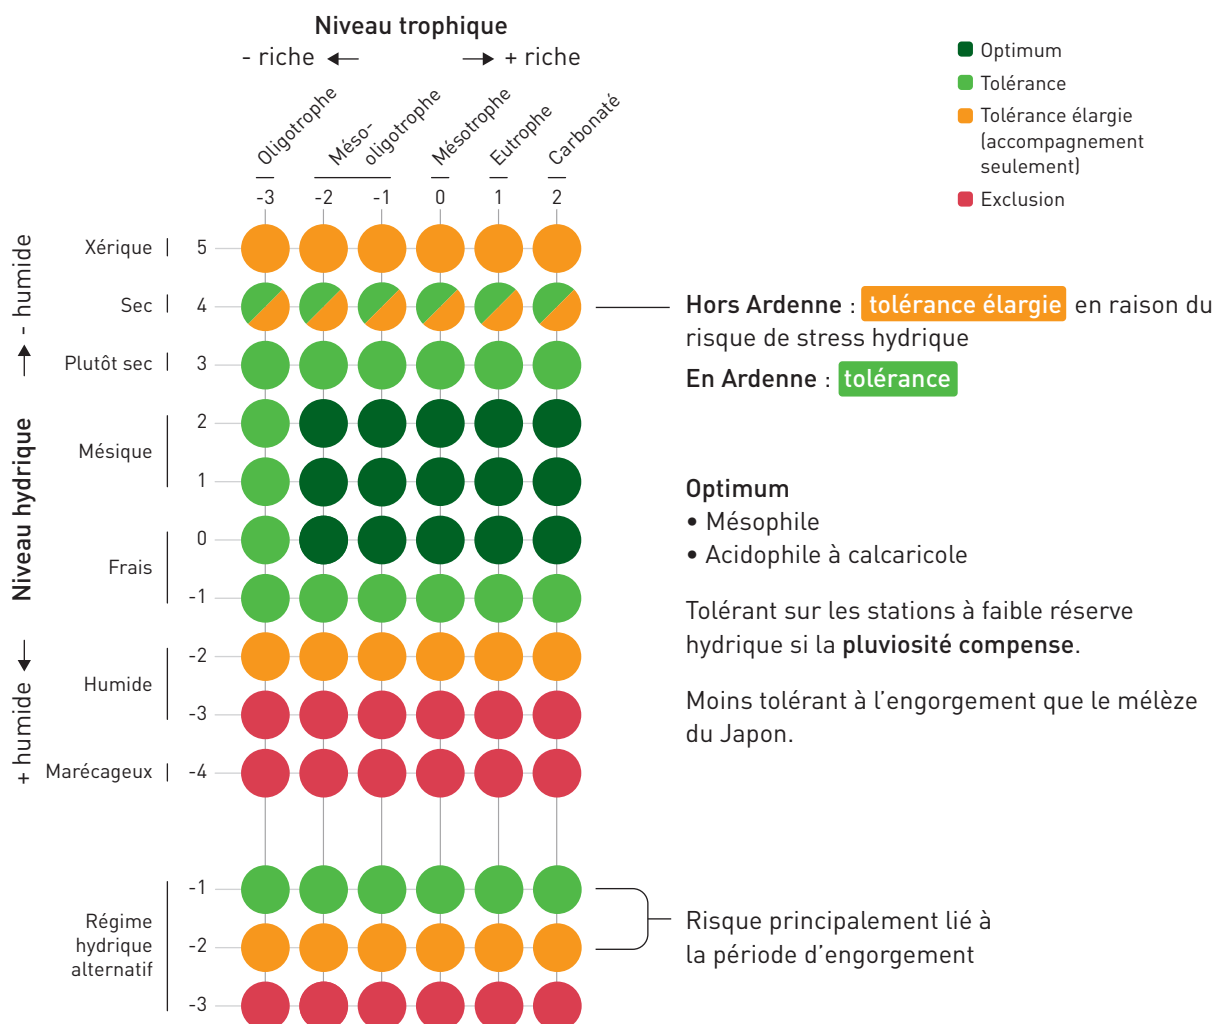 Niveau trophique
- riche
+ riche
Oligotrophe
Méso-
oligotrophe
Mésotrophe
Eutrophe
Carbonaté
-3
-2
-1
0
1
2
Optimum
Tolérance
Tolérance élargie
(accompagnement
seulement)
Exclusion
Niveau hydrique
- humide
+ humide
Xérique
5
Sec
4
Plutôt sec
3
Mésique
2
1
Frais
0
-1
Humide
-2
-3
Marécageux
-4
Régime
hydrique
alternatif
-1
-2
-3
Hors Ardenne : tolérance élargie en raison du
risque de stress hydrique
En Ardenne : tolérance
Optimum
• Mésophile
• Acidophile à calcaricole
Tolérant sur les stations à faible réserve
hydrique si la pluviosité compense.
Moins tolérant à l'engorgement que le mélèze
du Japon.
Risque principalement lié à
la période d'engorgement